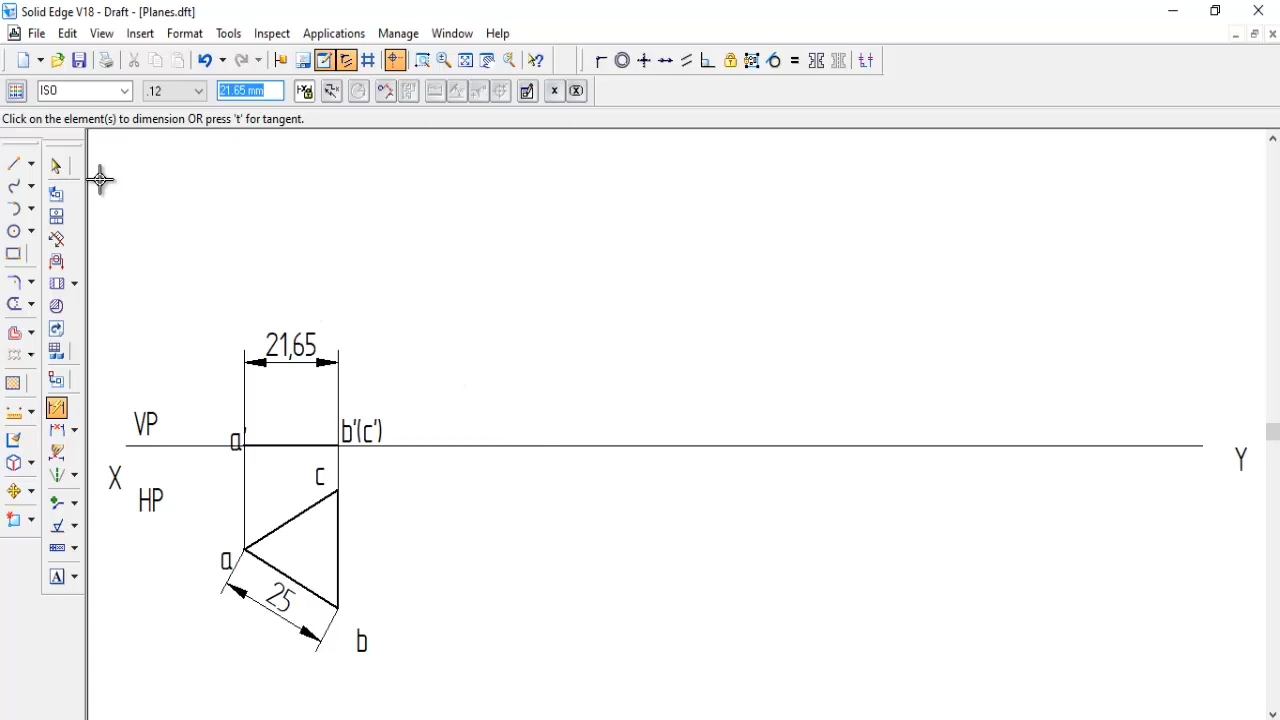 Solid Edge V18 - Draft - [Planes.dft]
File Edit View Insert Format Tools Inspect Applications Manage Window Help
ISO .12 21.65 mm
Click on the element(s) to dimension OR press 't' for tangent.
21,65
VP
a' b'(c')
X Y
c
HP
a
25
b